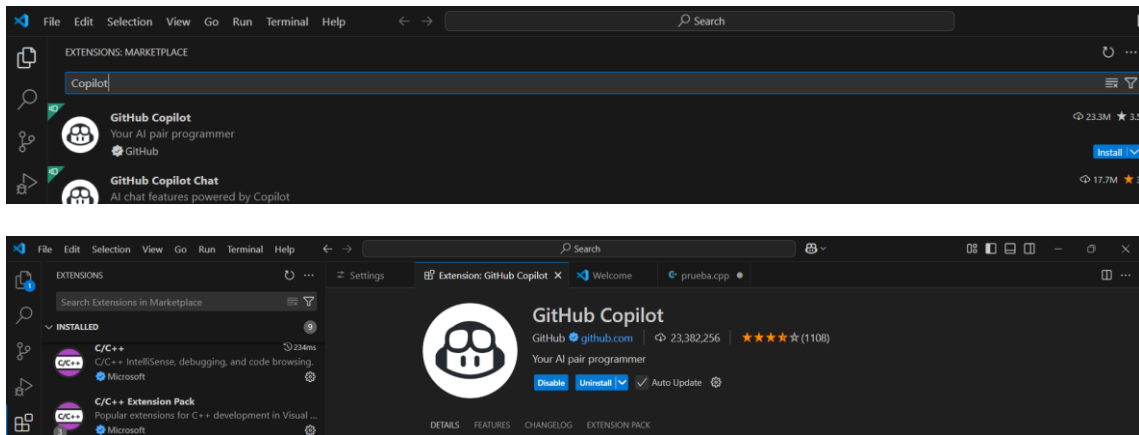 File Edit Selection View Go Run Terminal Help Search
EXTENSIONS: MARKETPLACE
Copilot
GitHub Copilot 23.3M 3.5
Your AI pair programmer
GitHub Install
GitHub Copilot Chat 17.7M
AI chat features powered by Copilot
File Edit Selection View Go Run Terminal Help Search
EXTENSIONS Settings Extension: GitHub Copilot Welcome prueba.cpp
1
Search Extensions in Marketplace
INSTALLED 9
C/C++ 234ms
C/C++ IntelliSense, debugging, and code browsing.
Microsoft
C/C++ Extension Pack
Popular extensions for C++ development in Visual ...
3 Microsoft
GitHub Copilot
GitHub github.com 23,382,256 (1108)
Your AI pair programmer
Disable Uninstall Auto Update
DETAILS FEATURES CHANGELOG EXTENSION PACK